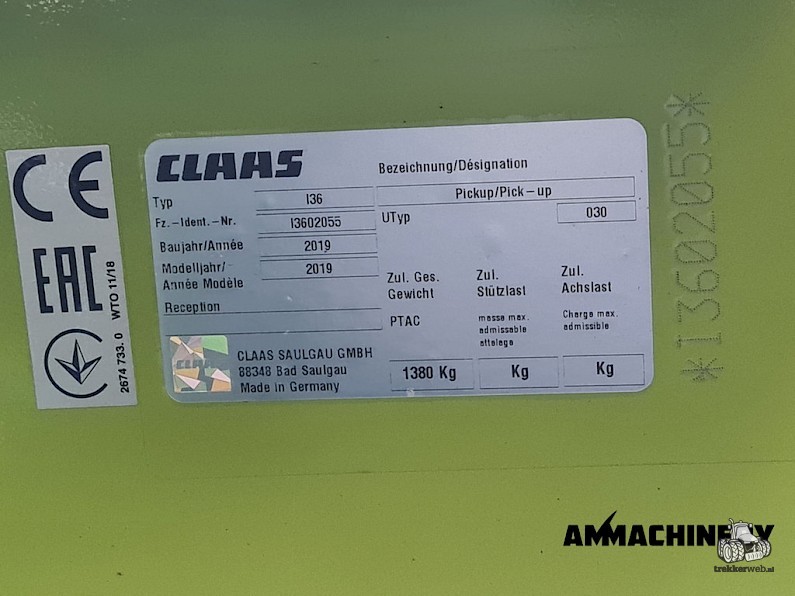 CE
EAC
2674 733. 0 WTO 11/18
CLAAS
Bezeichnung/Désignation
Typ I36 Pickup/Pick-up
Fz.-Ident.-Nr. I3602055 UTyp 030
Baujahr/Année 2019
Modelljahr/ 2019
Année Modèle
Reception
Zul. Ges.
Gewicht
PTAC
1380 Kg
Zul.
Stützlast
masse max.
admissable
attelage
Kg
Zul.
Achslast
Charge max.
admissible
Kg
CLAAS
CLAAS SAULGAU GMBH
88348 Bad Saulgau
Made in Germany
*I3602055*
AMMACHINERY
trekkerweb.nl